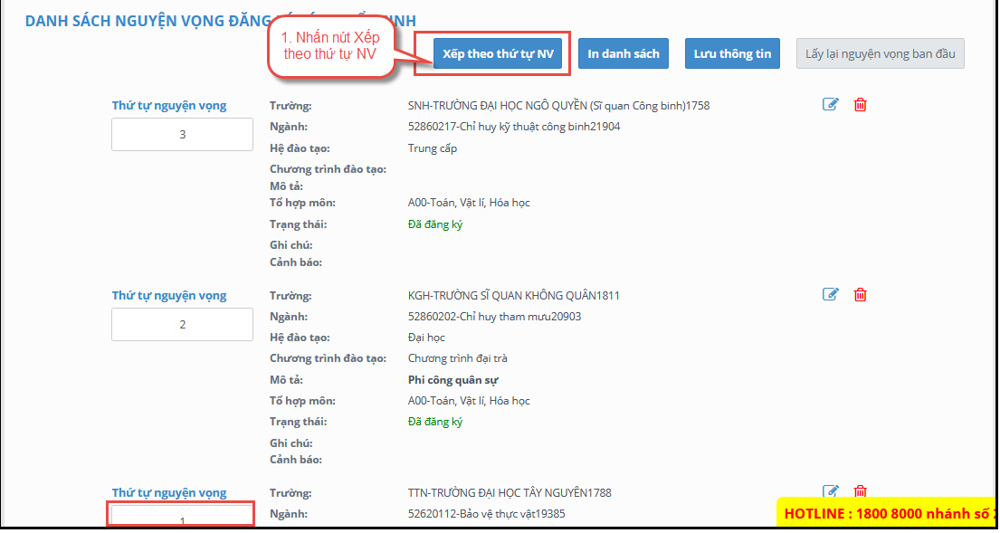 DANH SÁCH NGUYỆN VỌNG ĐĂNG
1. Nhấn nút Xếp
theo thứ tự NV
Xếp theo thứ tự NV In danh sách Lưu thông tin Lấy lại nguyện vọng ban đầu
Thứ tự nguyện vọng Trường: SNH-TRƯỜNG ĐẠI HỌC NGÔ QUYỀN (Sĩ quan Công binh)1758
3
Ngành: 52860217-Chỉ huy kỹ thuật công binh21904
Hệ đào tạo: Trung cấp
Chương trình đào tạo:
Mô tả:
Tổ hợp môn: A00-Toán, Vật lí, Hóa học
Trạng thái: Đã đăng ký
Ghi chú:
Cảnh báo:
Thứ tự nguyện vọng Trường: KGH-TRƯỜNG SĨ QUAN KHÔNG QUÂN1811
2
Ngành: 52860202-Chỉ huy tham mưu20903
Hệ đào tạo: Đại học
Chương trình đào tạo: Chương trình đại trà
Mô tả: Phi công quân sự
Tổ hợp môn: A00-Toán, Vật lí, Hóa học
Trạng thái: Đã đăng ký
Ghi chú:
Cảnh báo:
Thứ tự nguyện vọng Trường: TTN-TRƯỜNG ĐẠI HỌC TÂY NGUYÊN1788
1
Ngành: 52620112-Bảo vệ thực vật19385
HOTLINE : 1800 8000 nhánh số